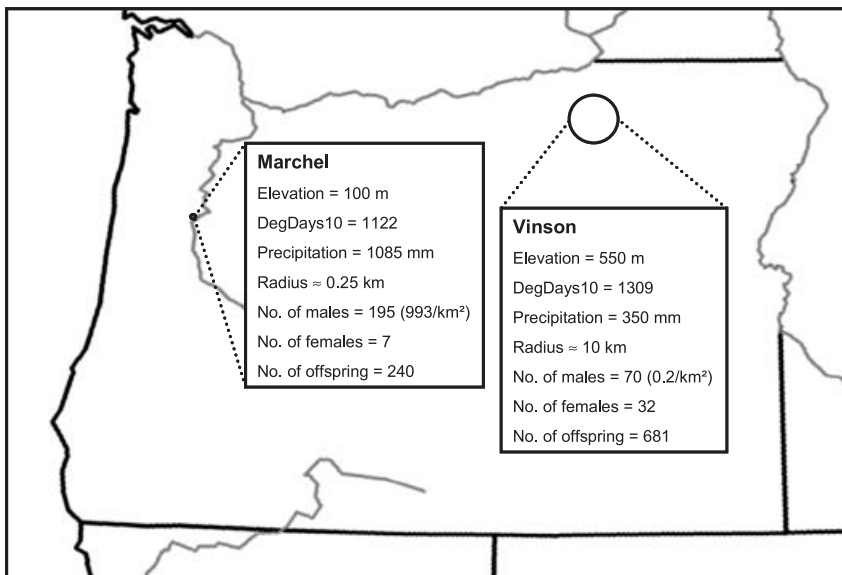 Marchel
Elevation = 100 m
DegDays10 = 1122
Precipitation = 1085 mm
Radius ≈ 0.25 km
No. of males = 195 (993/km²)
No. of females = 7
No. of offspring = 240
Vinson
Elevation = 550 m
DegDays10 = 1309
Precipitation = 350 mm
Radius ≈ 10 km
No. of males = 70 (0.2/km²)
No. of females = 32
No. of offspring = 681